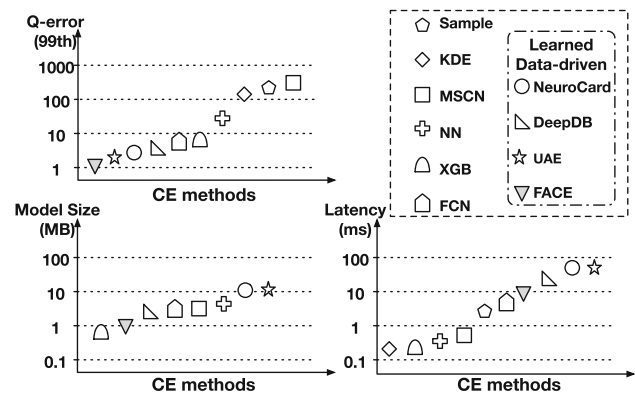 Q-error
(99th)
1000
100
10
1
CE methods
Sample
KDE
MSCN
NN
XGB
FCN
Learned
Data-driven
NeuroCard
DeepDB
UAE
FACE
Model Size
(MB)
100
10
1
0.1
CE methods
Latency
(ms)
100
10
1
0.1
CE methods